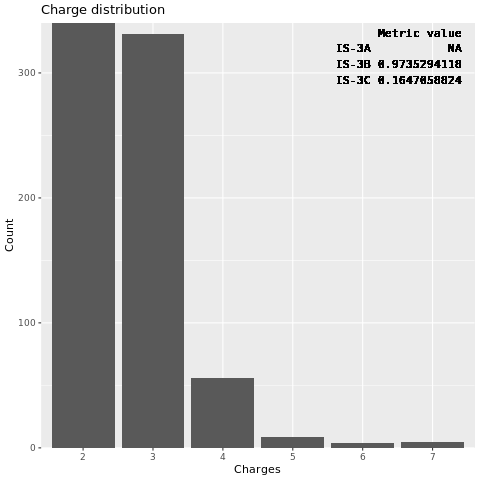 Charge distribution
Metric value
IS-3A NA
IS-3B 0.9735294118
IS-3C 0.1647058824
300
200
100
0
Count
2 3 4 5 6 7
Charges